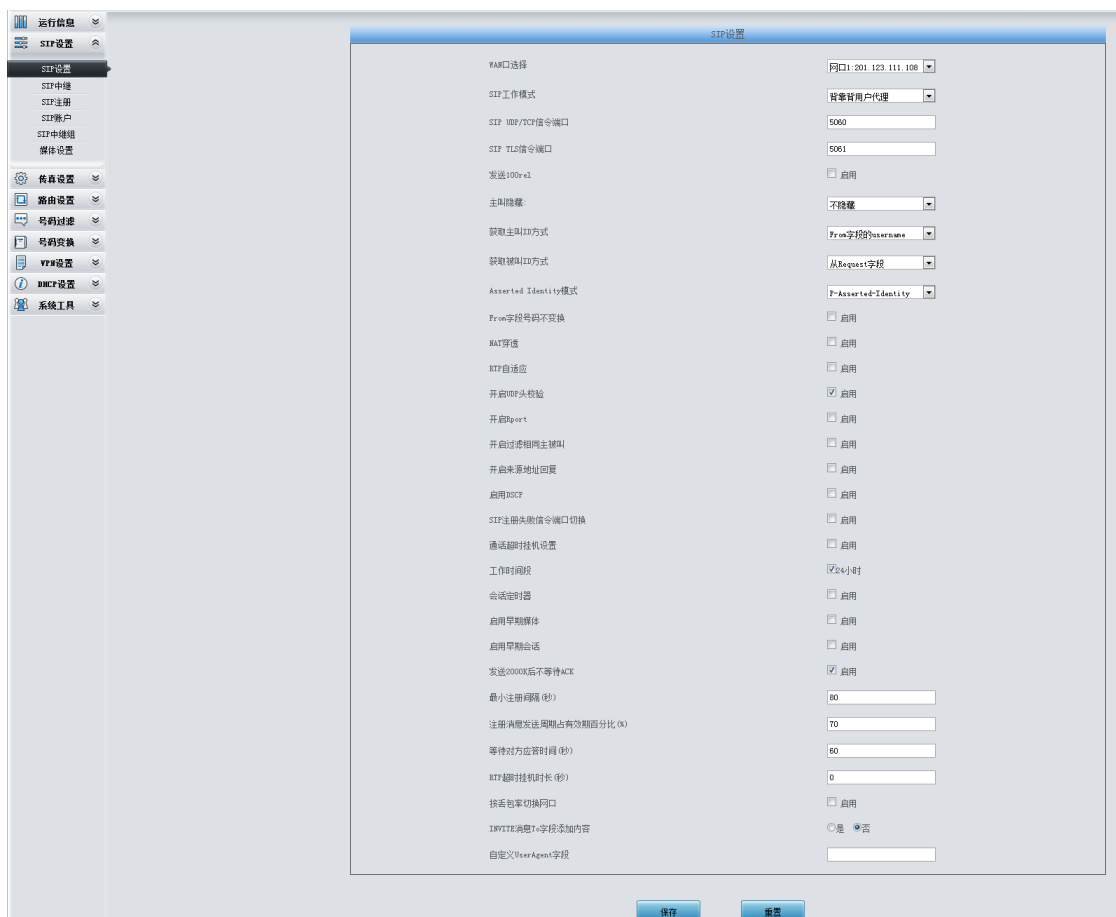 运行信息
SIP设置
SIP设置
SIP中继
SIP注册
SIP账户
SIP中继组
媒体设置
传真设置
路由设置
号码过滤
号码变换
VPN设置
DHCP设置
系统工具
SIP设置
WAN口选择 网口1:201.123.111.108
SIP工作模式 背靠背用户代理
SIP UDP/TCP信令端口 5060
SIP TLS信令端口 5061
发送100rel 启用
主叫隐藏: 不隐藏
获取主叫ID方式 From字段的username
获取被叫ID方式 从Request字段
Asserted Identity模式 P-Asserted-Identity
From字段号码不变换 启用
NAT穿透 启用
RTP自适应 启用
开启UDP头校验 启用
开启Rport 启用
开启过滤相同主被叫 启用
开启来源地址回复 启用
启用DSCP 启用
SIP注册失败信令端口切换 启用
通话超时挂机设置 启用
工作时间段 24小时
会话定时器 启用
启用早期媒体 启用
启用早期会话 启用
发送200OK后不等待ACK 启用
最小注册间隔(秒) 80
注册消息发送周期占有效期百分比(%) 70
等待对方应答时间(秒) 60
RTP超时挂机时长(秒) 0
按丢包率切换网口 启用
INVITE消息To字段添加内容 是 否
自定义UserAgent字段
保存 重置